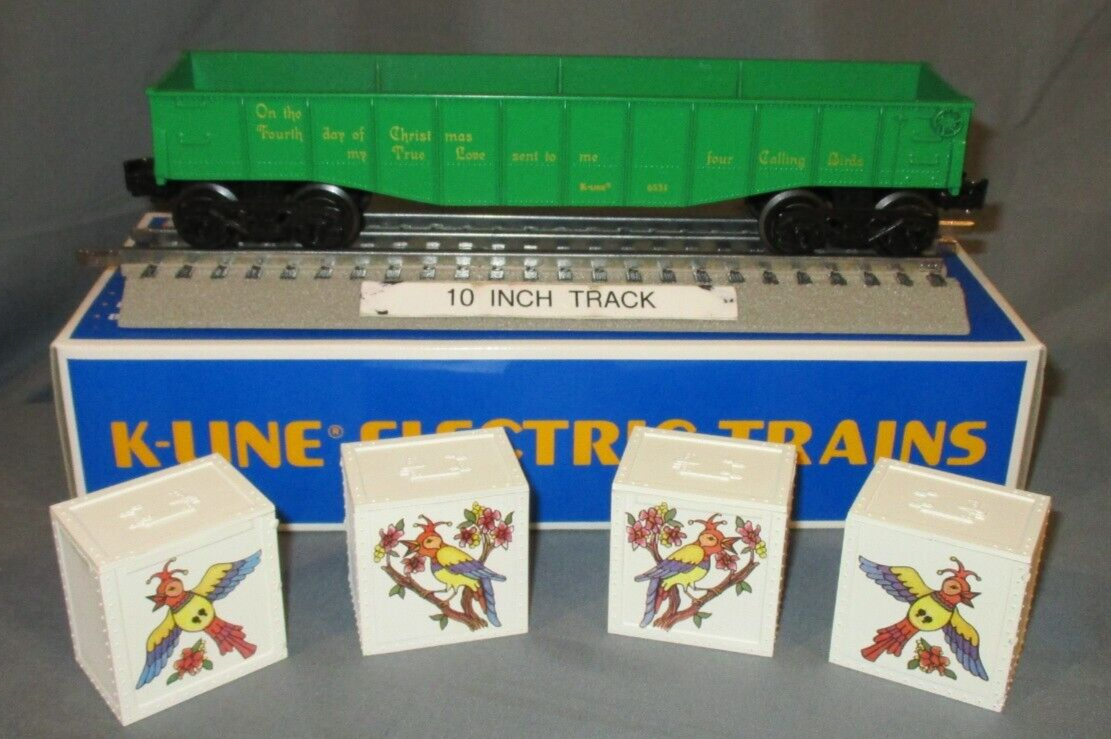 On the
Fourth day of Christmas
my True Love sent to me four Calling Birds
K-LINE® 6531
10 INCH TRACK
K-LINE® ELECTRIC TRAINS